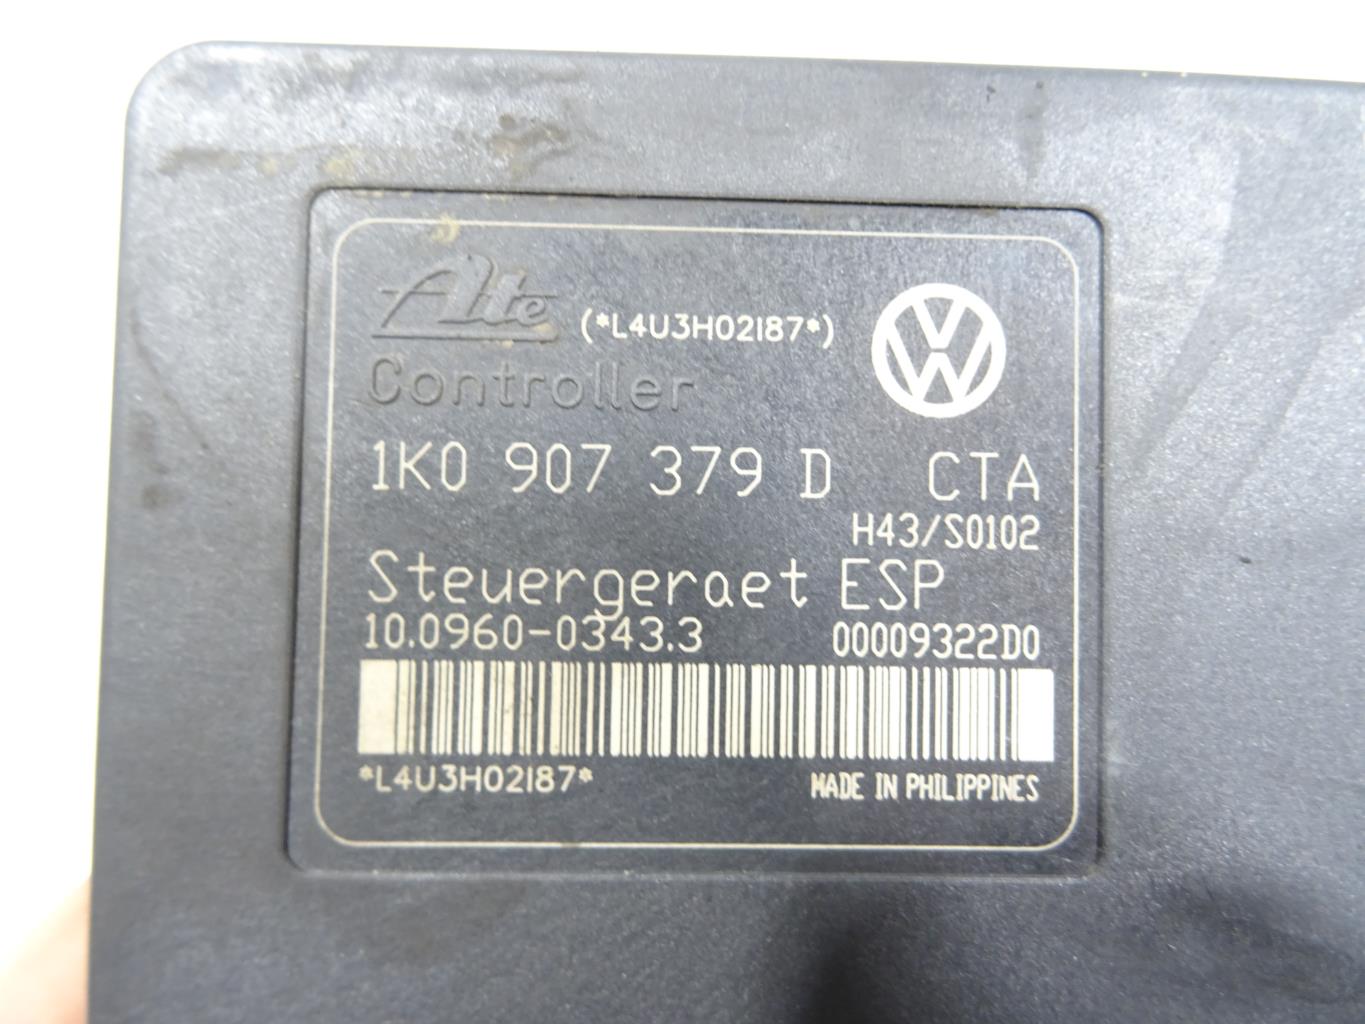 Alte (*L4U3H02187*)
Controller
1K0 907 379 D CTA
H43/S0102
Steuergeraet ESP
10.0960-0343.3 00009322D0
*L4U3H02187* MADE IN PHILIPPINES